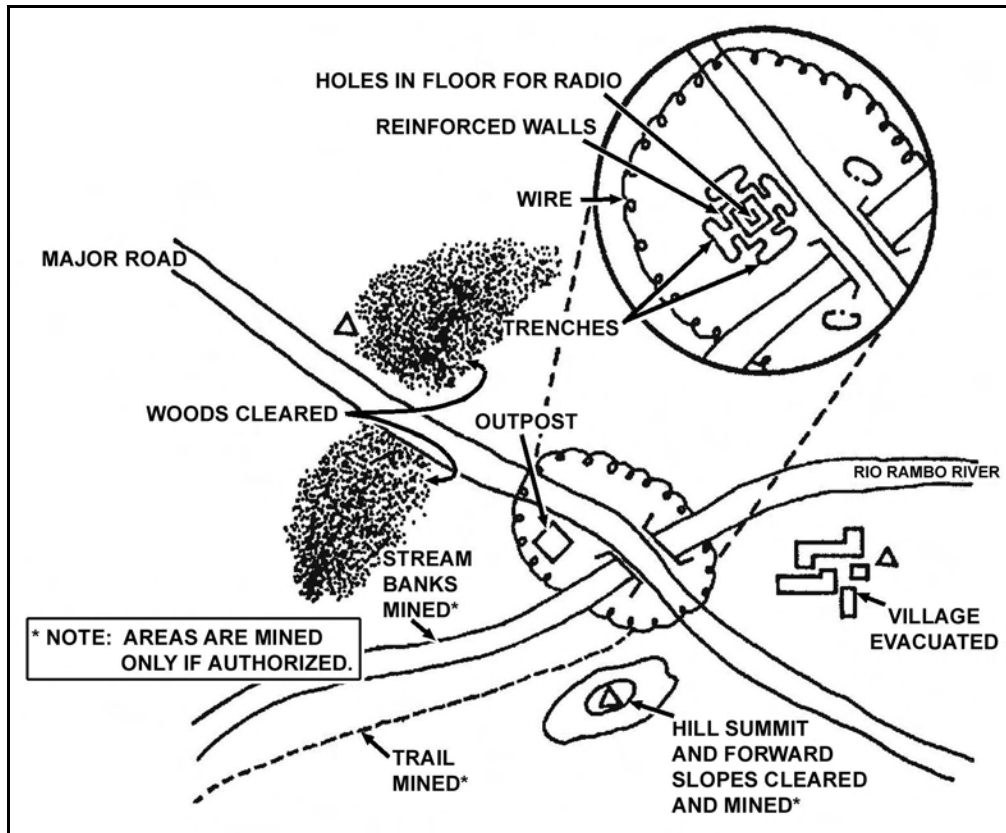 HOLES IN FLOOR FOR RADIO
REINFORCED WALLS
WIRE
MAJOR ROAD
TRENCHES
WOODS CLEARED
OUTPOST
RIO RAMBO RIVER
STREAM
BANKS
MINED*
VILLAGE
EVACUATED
* NOTE: AREAS ARE MINED
ONLY IF AUTHORIZED.
TRAIL
MINED*
HILL SUMMIT
AND FORWARD
SLOPES CLEARED
AND MINED*